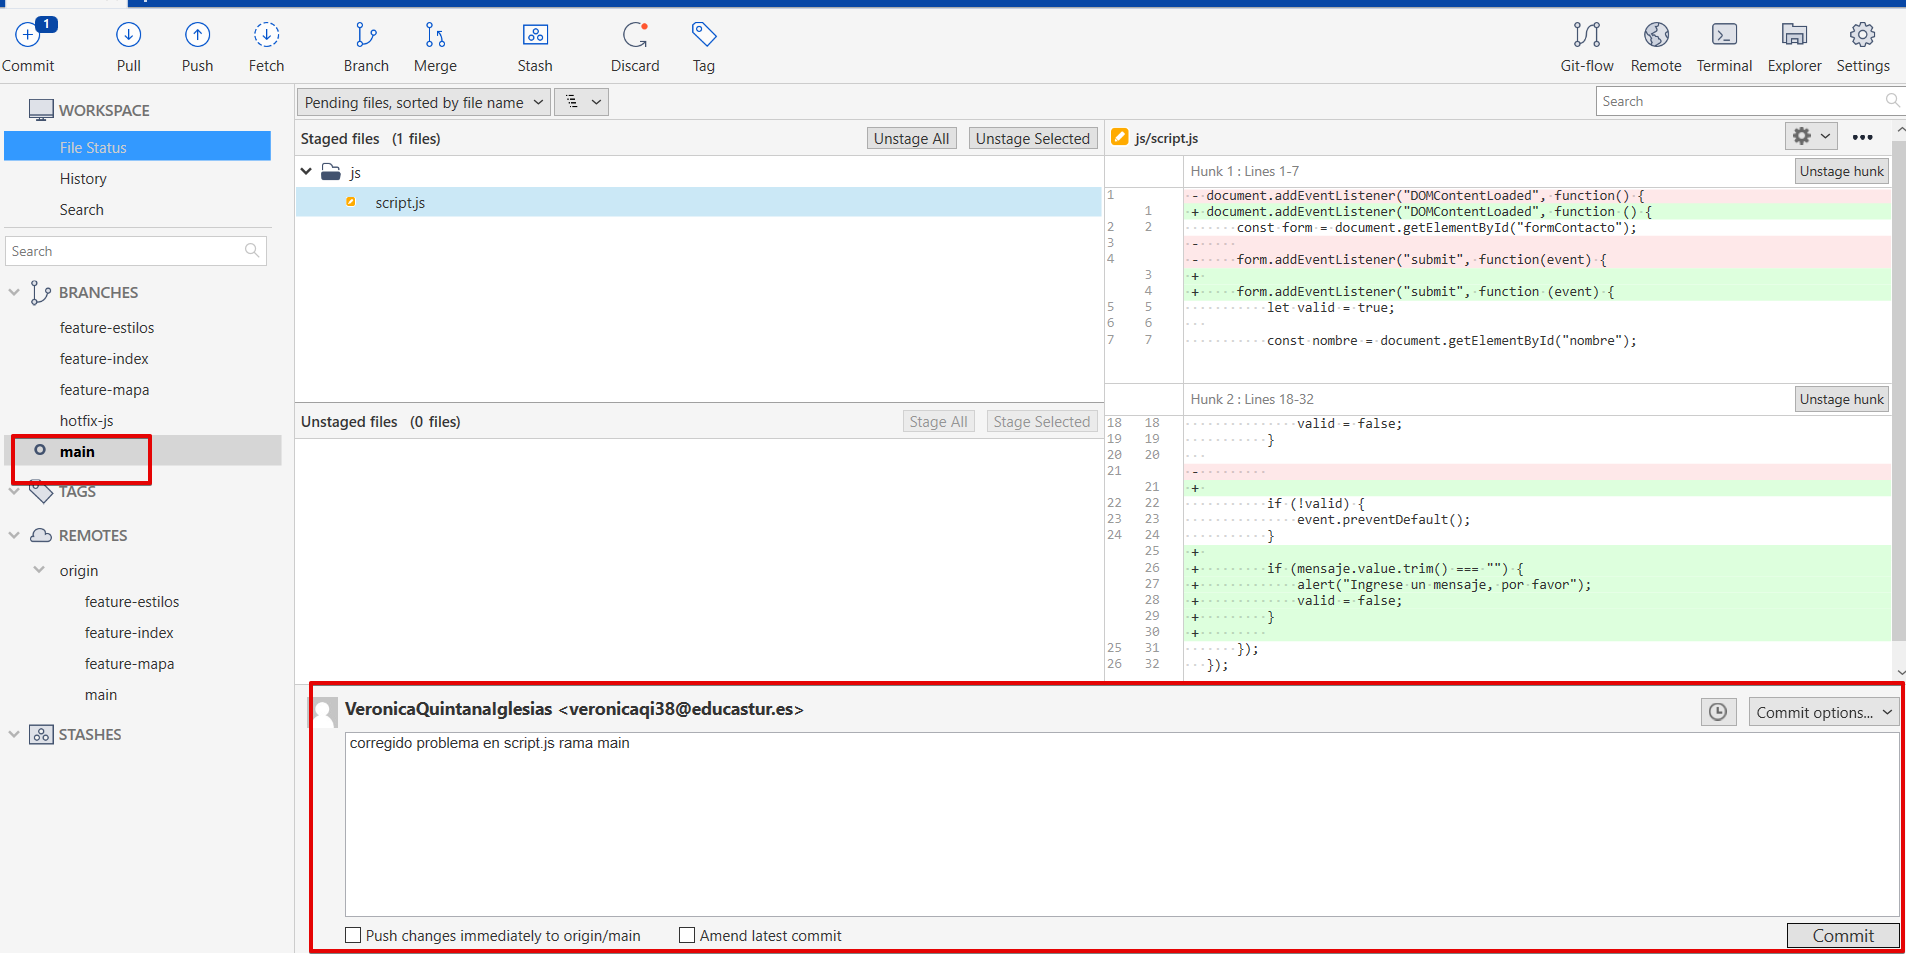 1
Commit
Pull
Push
Fetch
Branch
Merge
Stash
Discard
Tag
Git-flow
Remote
Terminal
Explorer
Settings
WORKSPACE
File Status
History
Search
Search
BRANCHES
feature-estilos
feature-index
feature-mapa
hotfix-js
main
TAGS
REMOTES
origin
feature-estilos
feature-index
feature-mapa
main
STASHES
Pending files, sorted by file name
Search
Staged files (1 files)
Unstage All
Unstage Selected
js
script.js
Unstaged files (0 files)
Stage All
Stage Selected
js/script.js
Hunk 1 : Lines 1-7
Unstage hunk
1 - document.addEventListener("DOMContentLoaded", function() {
1 + document.addEventListener("DOMContentLoaded", function () {
2 2 const form = document.getElementById("formContacto");
3 -
4 - form.addEventListener("submit", function(event) {
3 +
4 + form.addEventListener("submit", function (event) {
5 5 let valid = true;
6 6
7 7 const nombre = document.getElementById("nombre");
Hunk 2 : Lines 18-32
Unstage hunk
18 18 valid = false;
19 19 }
20 20
21 -
21 +
22 22 if (!valid) {
23 23 event.preventDefault();
24 24 }
25 +
26 + if (mensaje.value.trim() === "") {
27 + alert("Ingrese un mensaje, por favor");
28 + valid = false;
29 + }
30 +
25 31 });
26 32 });
VeronicaQuintanaIglesias <veronicaqi38@educastur.es>
Commit options...
corregido problema en script.js rama main
Push changes immediately to origin/main
Amend latest commit
Commit